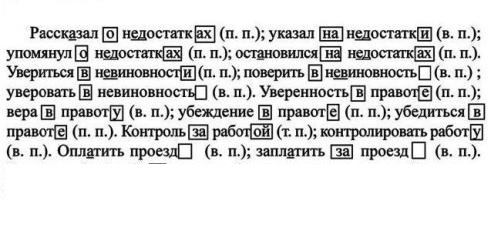 Рассказал о недостатках (п. п.); указал на недостатки (в. п.);
упомянул о недостатках (п. п.); остановился на недостатках (п. п.).
Увериться в невиновности (п. п.); поверить в невиновность (в. п.) ;
уверовать в невиновность (в. п.). Уверенность в правоте (п. п.);
вера в правоту (в. п.); убеждение в правоте (п. п.); убедиться в
правоте (п. п.). Контроль за работой (т. п.); контролировать работу
(в. п.). Оплатить проезд (в. п.); заплатить за проезд (в. п.).